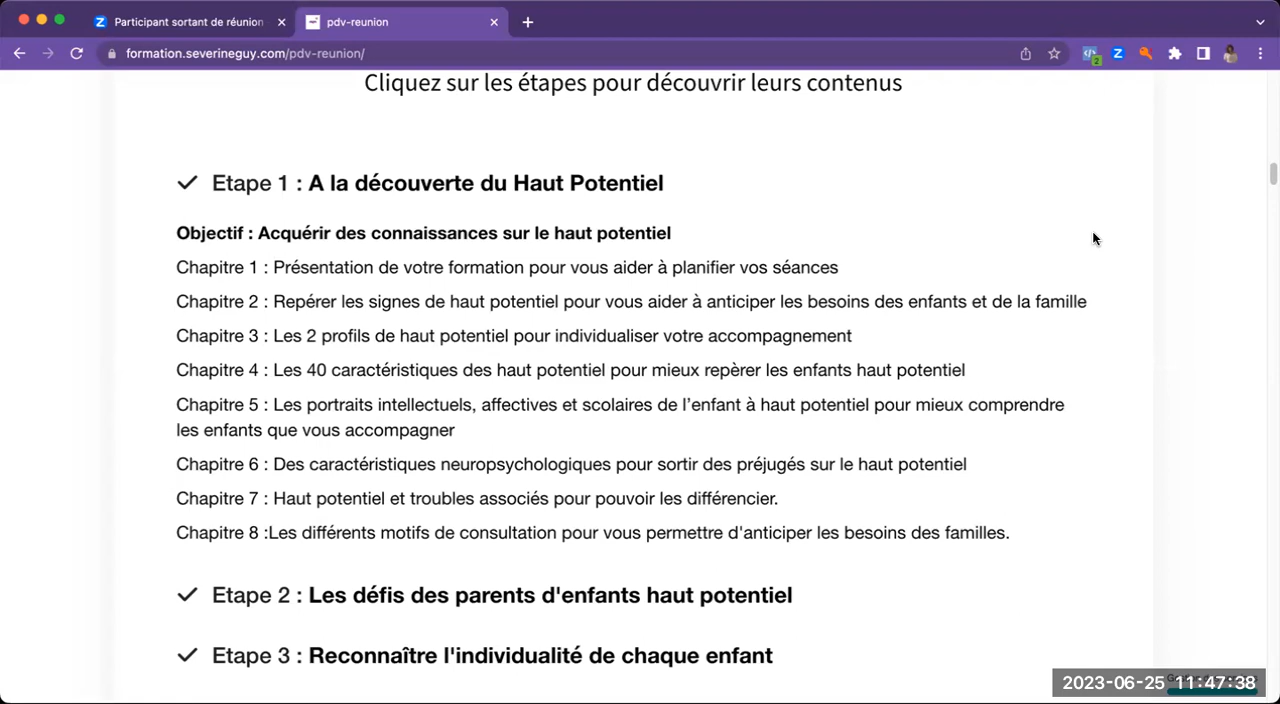 Participant sortant de réunion
pdv-reunion
formation.severineguy.com/pdv-reunion/
2
Cliquez sur les étapes pour découvrir leurs contenus
Etape 1 : A la découverte du Haut Potentiel
Objectif : Acquérir des connaissances sur le haut potentiel
Chapitre 1 : Présentation de votre formation pour vous aider à planifier vos séances
Chapitre 2 : Repérer les signes de haut potentiel pour vous aider à anticiper les besoins des enfants et de la famille
Chapitre 3 : Les 2 profils de haut potentiel pour individualiser votre accompagnement
Chapitre 4 : Les 40 caractéristiques des haut potentiel pour mieux repèrer les enfants haut potentiel
Chapitre 5 : Les portraits intellectuels, affectives et scolaires de l’enfant à haut potentiel pour mieux comprendre
les enfants que vous accompagner
Chapitre 6 : Des caractéristiques neuropsychologiques pour sortir des préjugés sur le haut potentiel
Chapitre 7 : Haut potentiel et troubles associés pour pouvoir les différencier.
Chapitre 8 :Les différents motifs de consultation pour vous permettre d'anticiper les besoins des familles.
Etape 2 : Les défis des parents d'enfants haut potentiel
Etape 3 : Reconnaître l'individualité de chaque enfant
2023-06-25 11:47:38